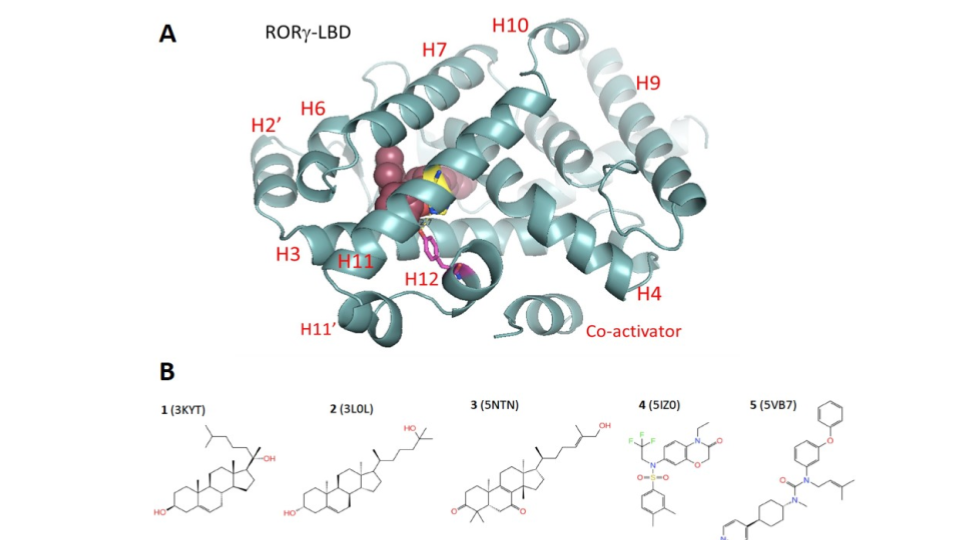 A
RORγ-LBD
H10
H7
H9
H6
H2′
H3
H11
H12
H4
H11′
Co-activator
B
1 (3KYT)
2 (3L0L)
3 (5NTN)
4 (5IZ0)
5 (5VB7)
OH
HO
HO
HO
OH
O
O
F
F
F
N
O
O
N
O
S
O
O
O
N
N
N